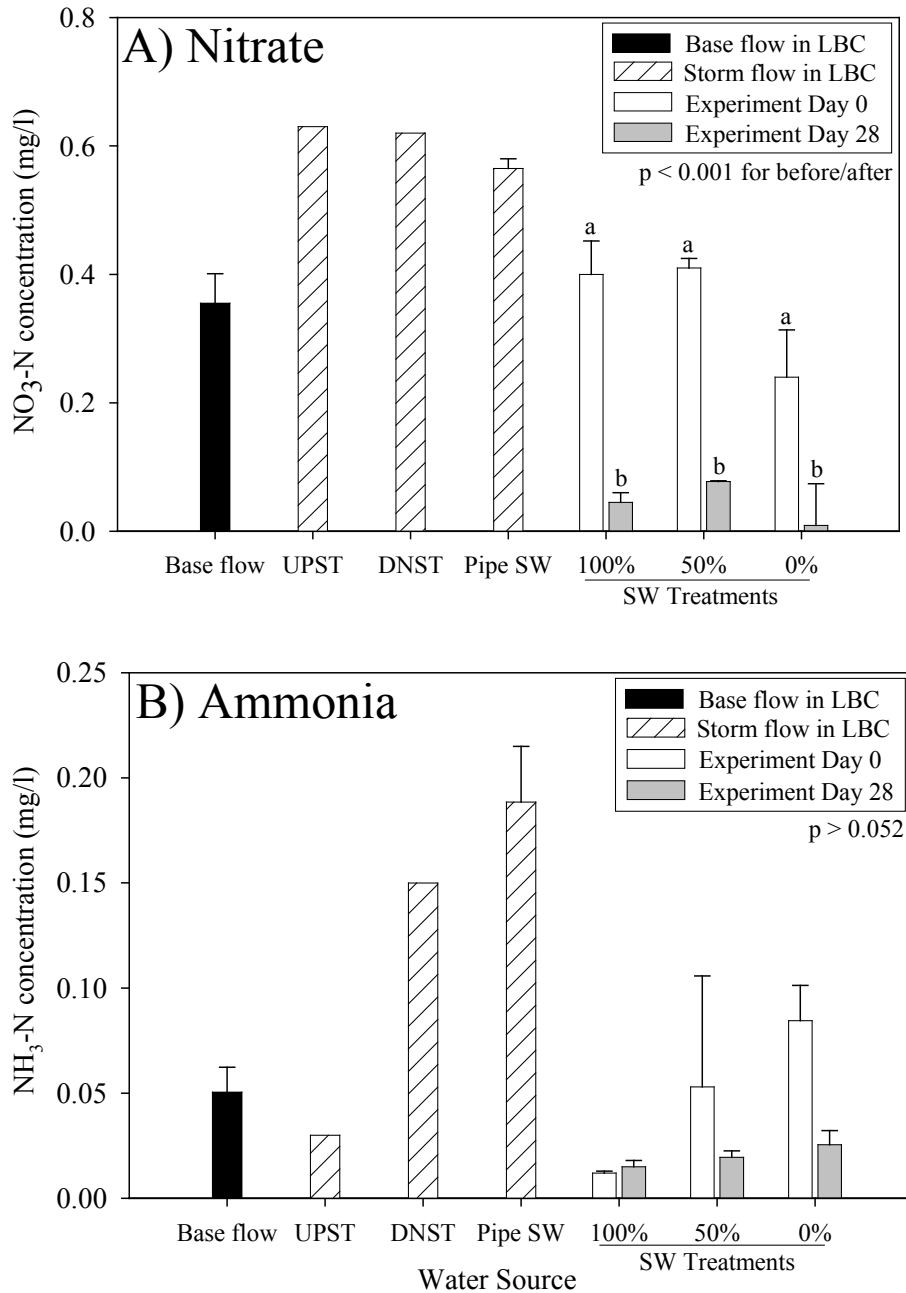 A) Nitrate
Base flow in LBC
Storm flow in LBC
Experiment Day 0
Experiment Day 28
p < 0.001 for before/after
NO3-N concentration (mg/l)
0.8
0.6
0.4
0.2
0.0
a a a
b b b
Base flow UPST DNST Pipe SW 100% 50% 0%
SW Treatments
B) Ammonia
Base flow in LBC
Storm flow in LBC
Experiment Day 0
Experiment Day 28
p > 0.052
NH3-N concentration (mg/l)
0.25
0.20
0.15
0.10
0.05
0.00
Base flow UPST DNST Pipe SW 100% 50% 0%
SW Treatments
Water Source